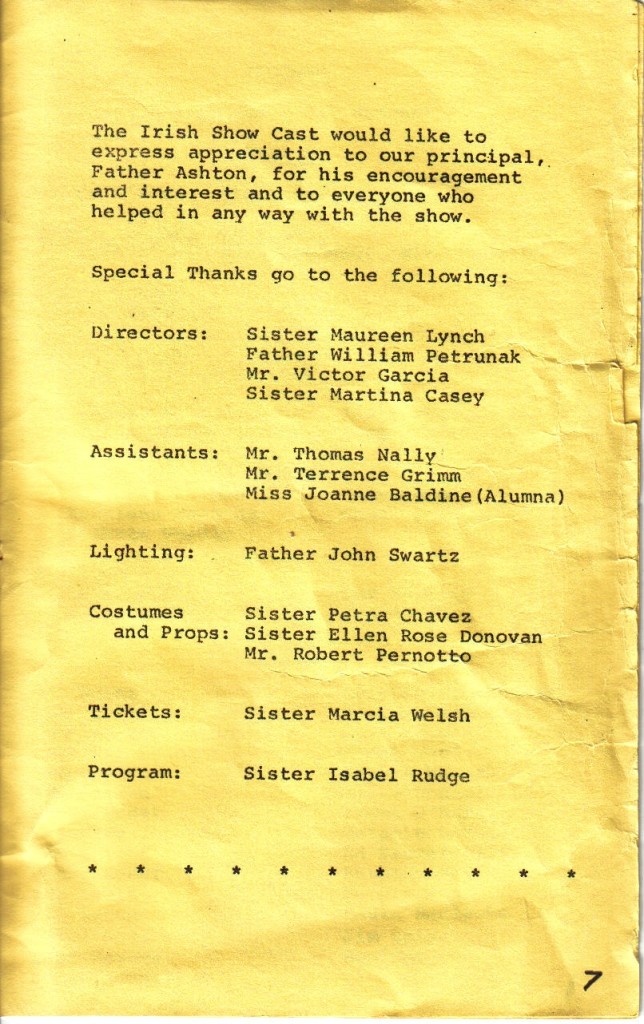 The Irish Show Cast would like to
express appreciation to our principal,
Father Ashton, for his encouragement
and interest and to everyone who
helped in any way with the show.
Special Thanks go to the following:
Directors: Sister Maureen Lynch
Father William Petrunak
Mr. Victor Garcia
Sister Martina Casey
Assistants: Mr. Thomas Nally
Mr. Terrence Grimm
Miss Joanne Baldine(Alumna)
Lighting: Father John Swartz
Costumes Sister Petra Chavez
and Props: Sister Ellen Rose Donovan
Mr. Robert Pernotto
Tickets: Sister Marcia Welsh
Program: Sister Isabel Rudge
* * * * * * * * * * *
7